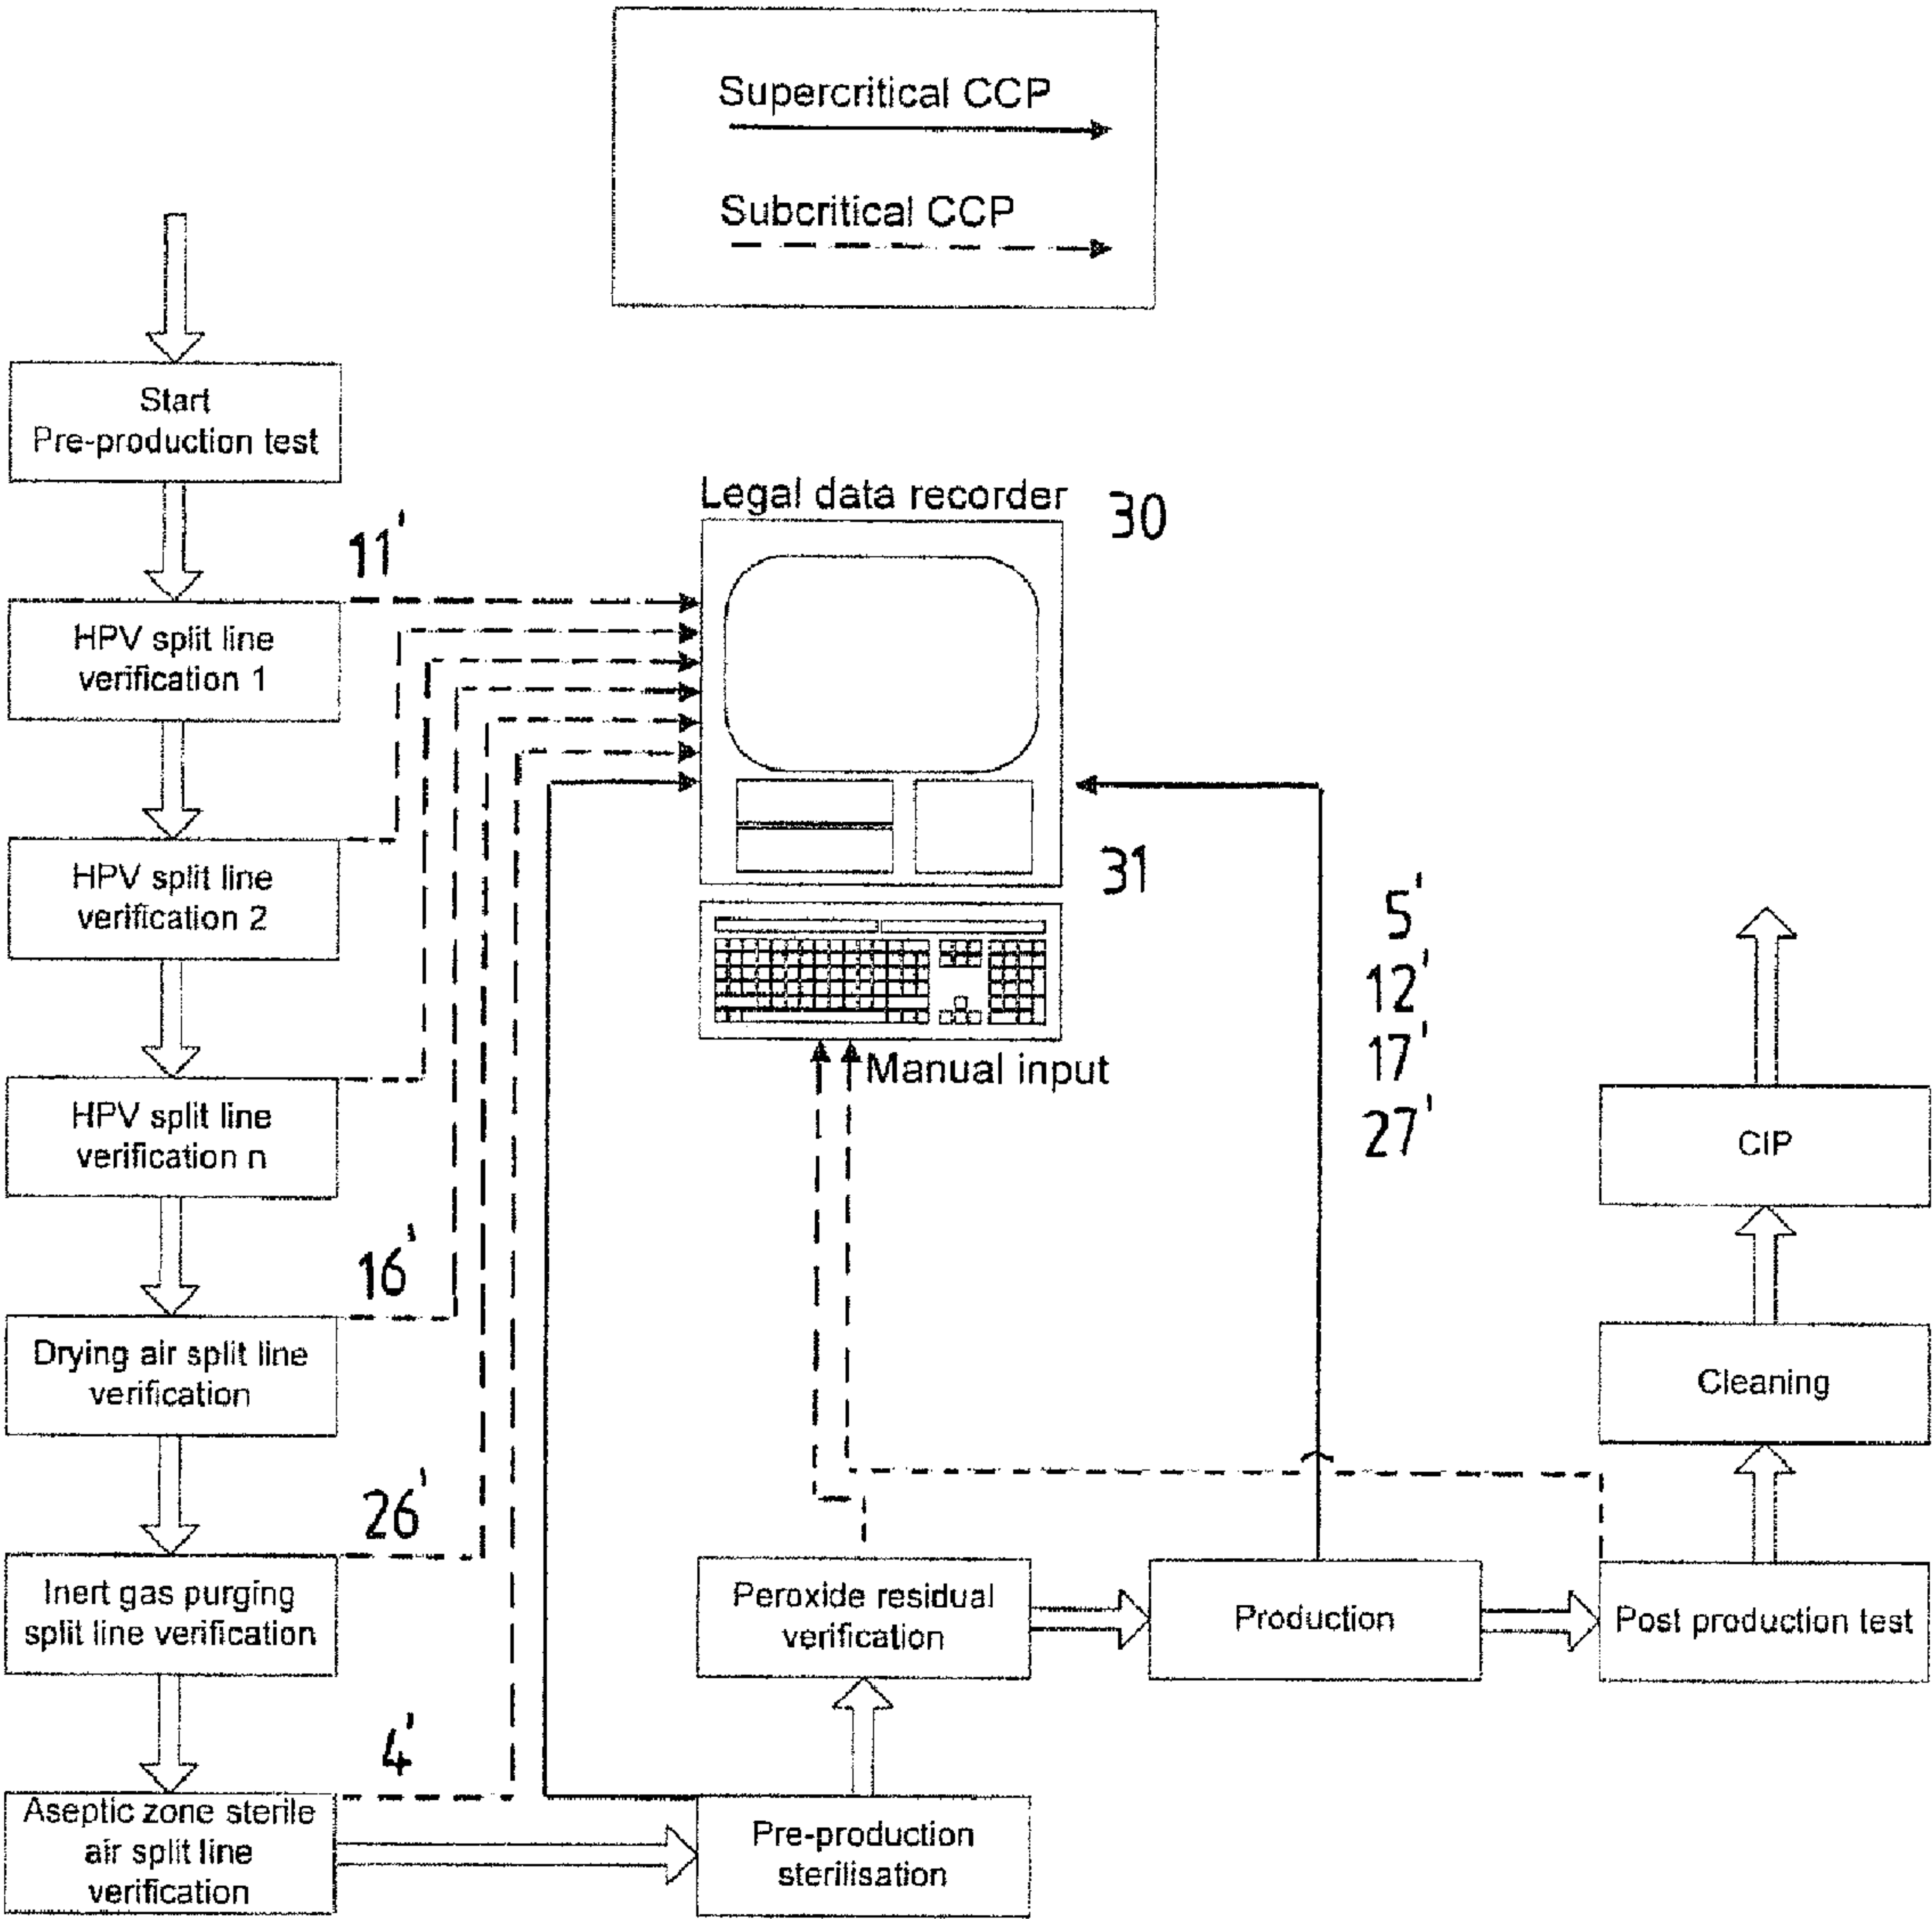 Supercritical CCP
Subcritical CCP
Start
Pre-production test
Legal data recorder
30
11'
HPV split line
verification 1
HPV split line
verification 2
31
5'
12'
17'
27'
Manual input
HPV split line
verification n
CIP
16'
Drying air split line
verification
Cleaning
26'
Inert gas purging
split line verification
Peroxide residual
verification
Production
Post production test
4'
Aseptic zone sterile
air split line
verification
Pre-production
sterilisation